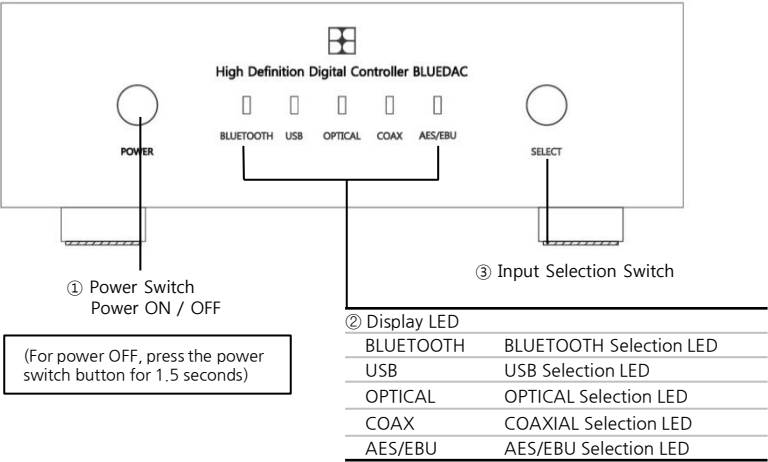 High Definition Digital Controller BLUEDAC
BLUETOOTH USB OPTICAL COAX AES/EBU
POWER
SELECT
① Power Switch
Power ON / OFF
③ Input Selection Switch
(For power OFF, press the power
switch button for 1.5 seconds)
② Display LED
BLUETOOTH BLUETOOTH Selection LED
USB USB Selection LED
OPTICAL OPTICAL Selection LED
COAX COAXIAL Selection LED
AES/EBU AES/EBU Selection LED